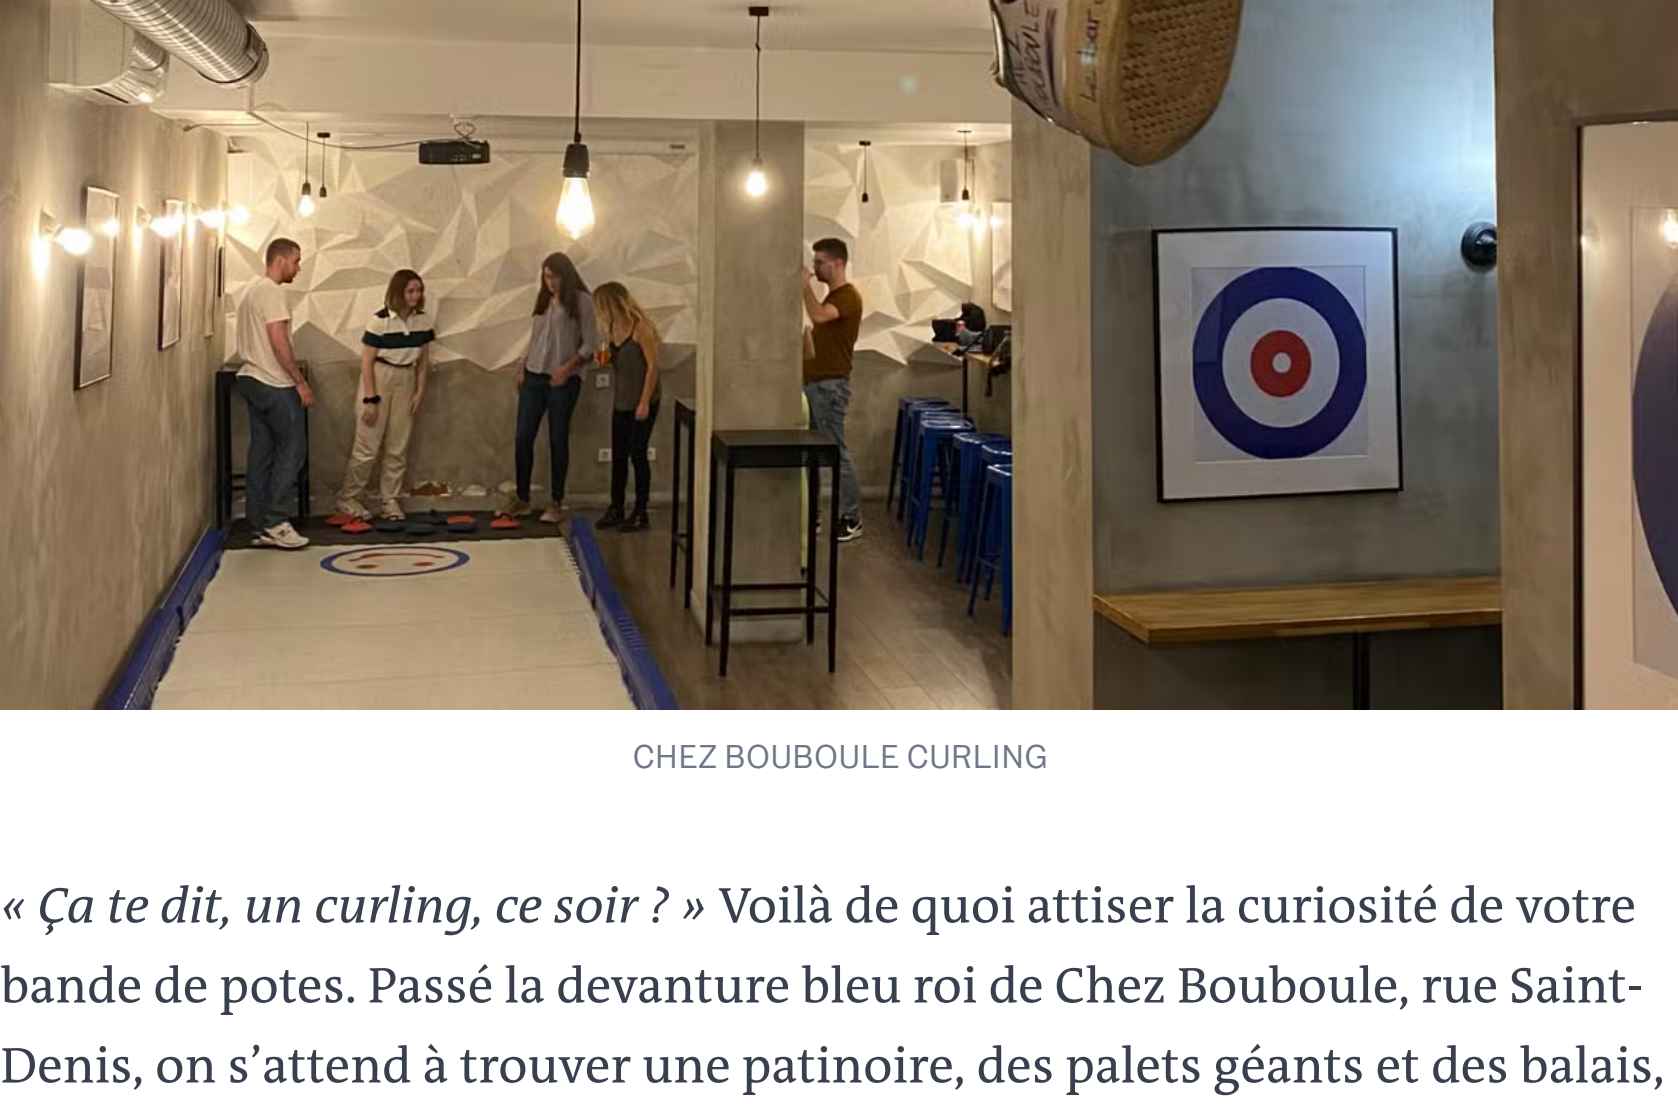 CHEZ BOUBOULE CURLING
« Ça te dit, un curling, ce soir ? » Voilà de quoi attiser la curiosité de votre
bande de potes. Passé la devanture bleu roi de Chez Bouboule, rue Saint-
Denis, on s’attend à trouver une patinoire, des palets géants et des balais,